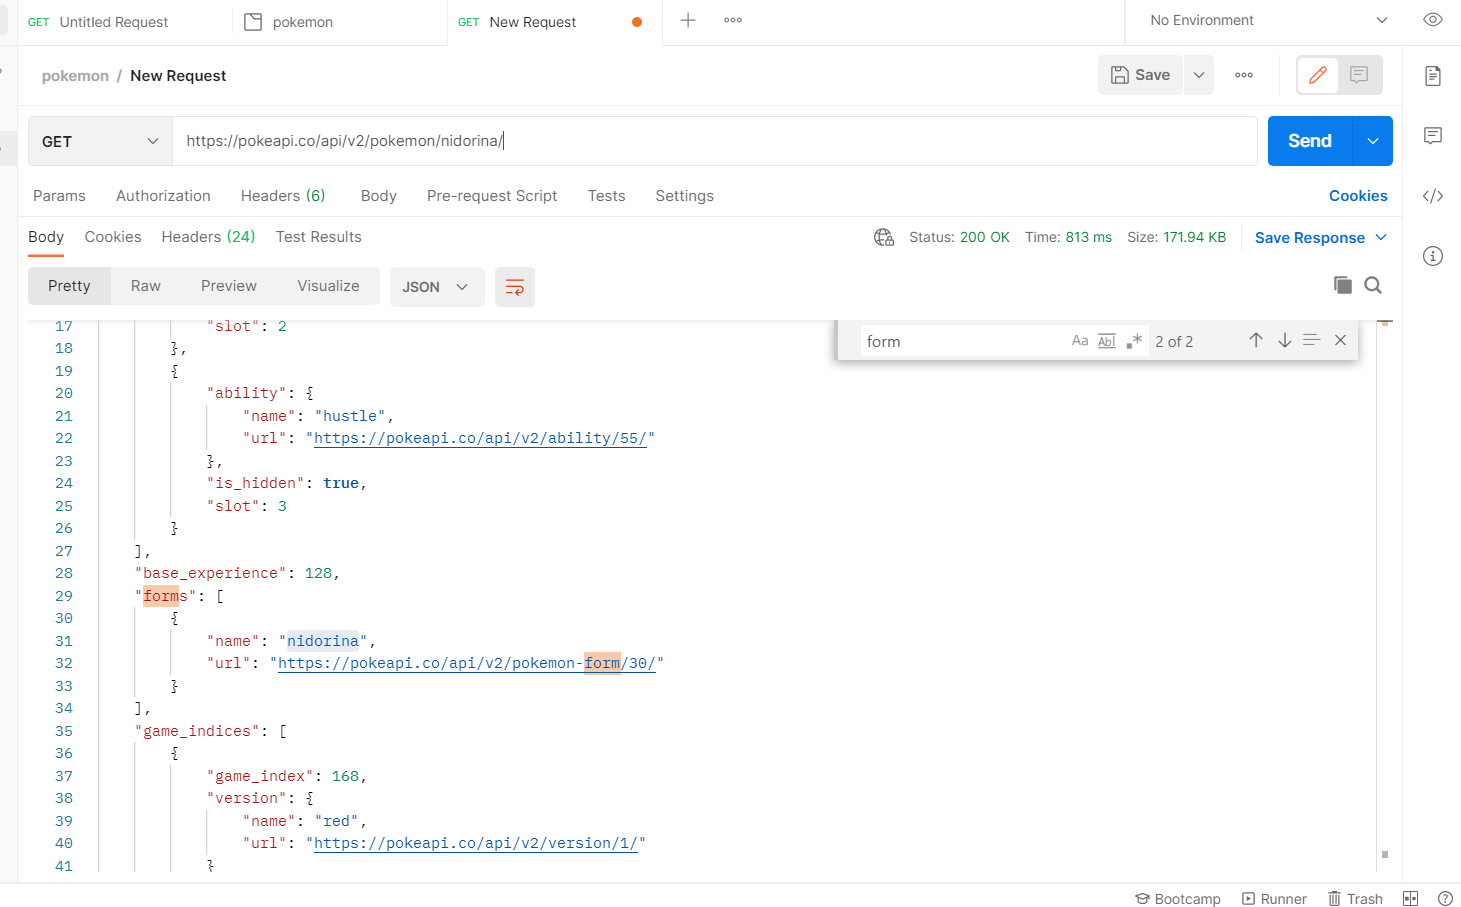 GET Untitled Request pokemon GET New Request No Environment
pokemon / New Request Save
GET https://pokeapi.co/api/v2/pokemon/nidorina/ Send
Params Authorization Headers (6) Body Pre-request Script Tests Settings Cookies
Body Cookies Headers (24) Test Results Status: 200 OK Time: 813 ms Size: 171.94 KB Save Response
Pretty Raw Preview Visualize JSON
form Aa Abl .* 2 of 2
17 "slot": 2
18 },
19 {
20 "ability": {
21 "name": "hustle",
22 "url": "https://pokeapi.co/api/v2/ability/55/"
23 },
24 "is_hidden": true,
25 "slot": 3
26 }
27 ],
28 "base_experience": 128,
29 "forms": [
30 {
31 "name": "nidorina",
32 "url": "https://pokeapi.co/api/v2/pokemon-form/30/"
33 }
34 ],
35 "game_indices": [
36 {
37 "game_index": 168,
38 "version": {
39 "name": "red",
40 "url": "https://pokeapi.co/api/v2/version/1/"
41 }
Bootcamp Runner Trash